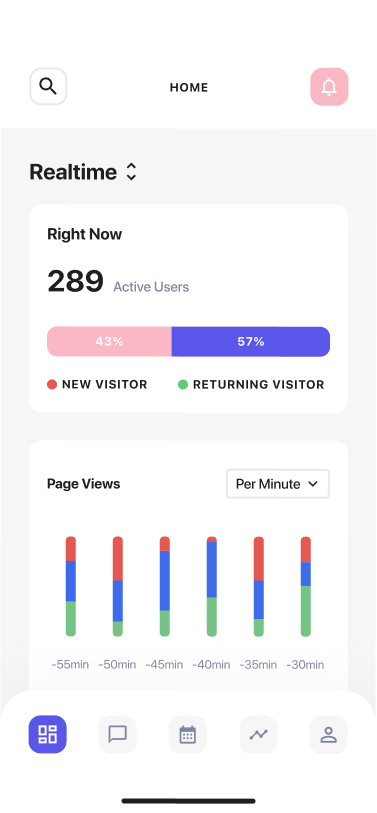 HOME
Realtime
Right Now
289 Active Users
43% 57%
NEW VISITOR RETURNING VISITOR
Page Views Per Minute
-55min -50min -45min -40min -35min -30min